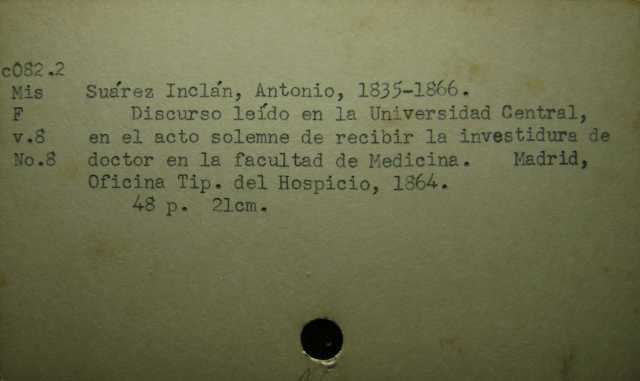 c082.2
Mis Suárez Inclán, Antonio, 1835-1866.
F Discurso leído en la Universidad Central,
v.8 en el acto solemne de recibir la investidura de
No.8 doctor en la facultad de Medicina. Madrid,
Oficina Tip. del Hospicio, 1864.
48 p. 21cm.